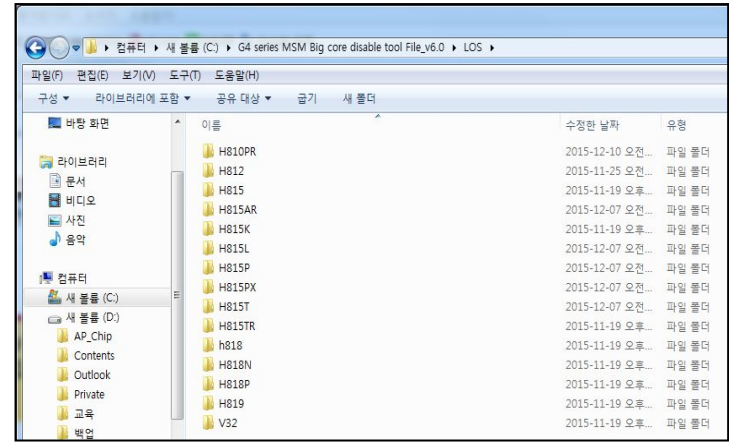 컴퓨터 ▸ 새 볼륨 (C:) ▸ G4 series MSM Big core disable tool File_v6.0 ▸ LOS ▸
파일(F) 편집(E) 보기(V) 도구(T) 도움말(H)
구성 ▼ 라이브러리에 포함 ▼ 공유 대상 ▼ 굽기 새 폴더
바탕 화면
라이브러리
문서
비디오
사진
음악
컴퓨터
새 볼륨 (C:)
새 볼륨 (D:)
AP_Chip
Contents
Outlook
Private
교육
백업
이름 수정한 날짜 유형
H810PR 2015-12-10 오전... 파일 폴더
H812 2015-11-25 오전... 파일 폴더
H815 2015-11-19 오후... 파일 폴더
H815AR 2015-12-07 오전... 파일 폴더
H815K 2015-11-19 오후... 파일 폴더
H815L 2015-12-07 오전... 파일 폴더
H815P 2015-12-07 오전... 파일 폴더
H815PX 2015-12-07 오전... 파일 폴더
H815T 2015-12-07 오전... 파일 폴더
H815TR 2015-11-19 오후... 파일 폴더
h818 2015-11-19 오후... 파일 폴더
H818N 2015-11-19 오후... 파일 폴더
H818P 2015-11-19 오후... 파일 폴더
H819 2015-11-19 오후... 파일 폴더
V32 2015-11-19 오후... 파일 폴더